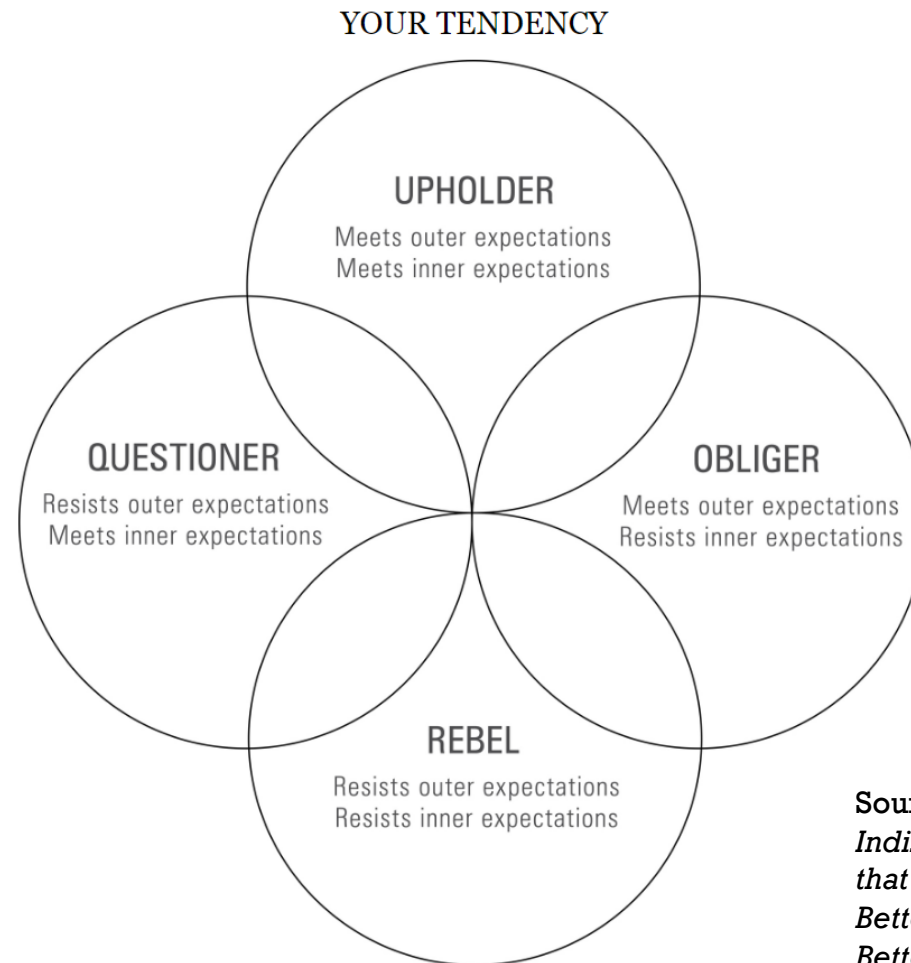 YOUR TENDENCY
UPHOLDER
Meets outer expectations
Meets inner expectations
QUESTIONER
Resists outer expectations
Meets inner expectations
OBLIGER
Meets outer expectations
Resists inner expectations
REBEL
Resists outer expectations
Resists inner expectations
that